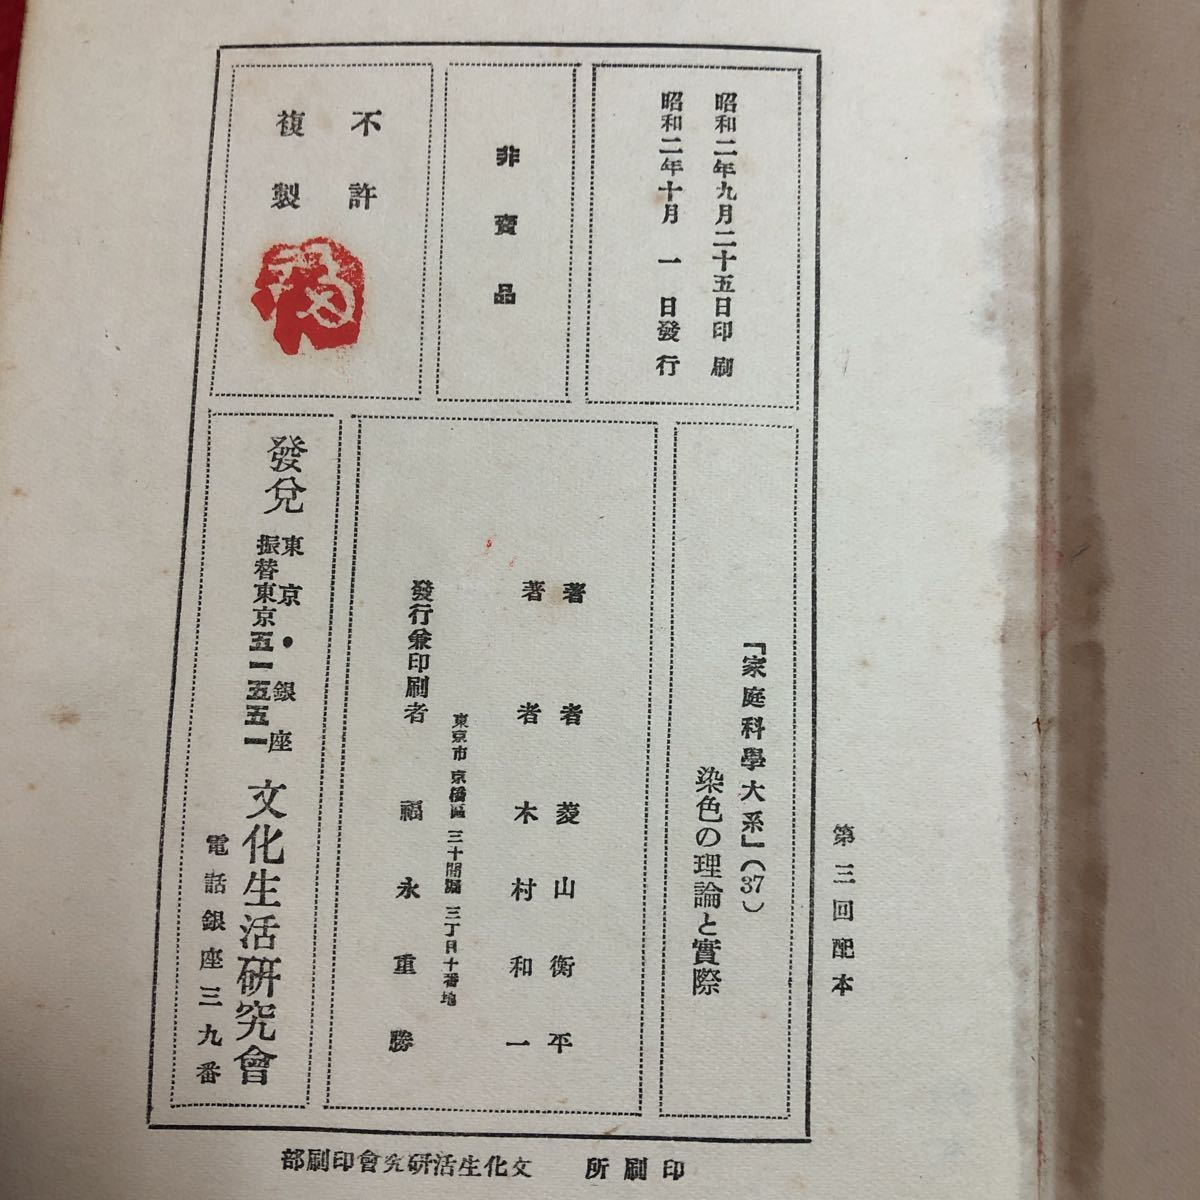 昭和二年九月二十五日印刷
昭和二年十月一日發行
非賣品
不許
複製
第三回配本
『家庭科學大系』(37)
染色の理論と實際
著者 菱山衡平
著者 木村和一
東京市京橋區三十間堀三丁目十番地
發行兼印刷者 福永重勝
發兌 東京・銀座
振替東京五一五五一
文化生活研究會
電話銀座三九番
印刷所 文化生活研究會印刷部